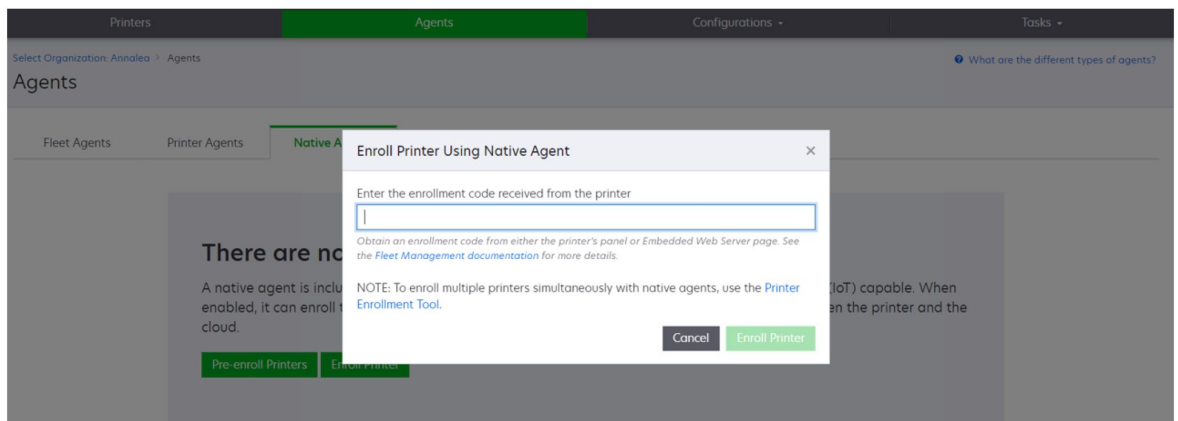 Printers Agents Configurations Tasks
Select Organization: Annalea > Agents What are the different types of agents?
Agents
Fleet Agents Printer Agents Native A
Enroll Printer Using Native Agent ×
Enter the enrollment code received from the printer
Obtain an enrollment code from either the printer's panel or Embedded Web Server page. See
the Fleet Management documentation for more details.
NOTE: To enroll multiple printers simultaneously with native agents, use the Printer
Enrollment Tool.
Cancel Enroll Printer
There are no
A native agent is inclu (IoT) capable. When
enabled, it can enroll t en the printer and the
cloud.
Pre-enroll Printers Enroll Printer